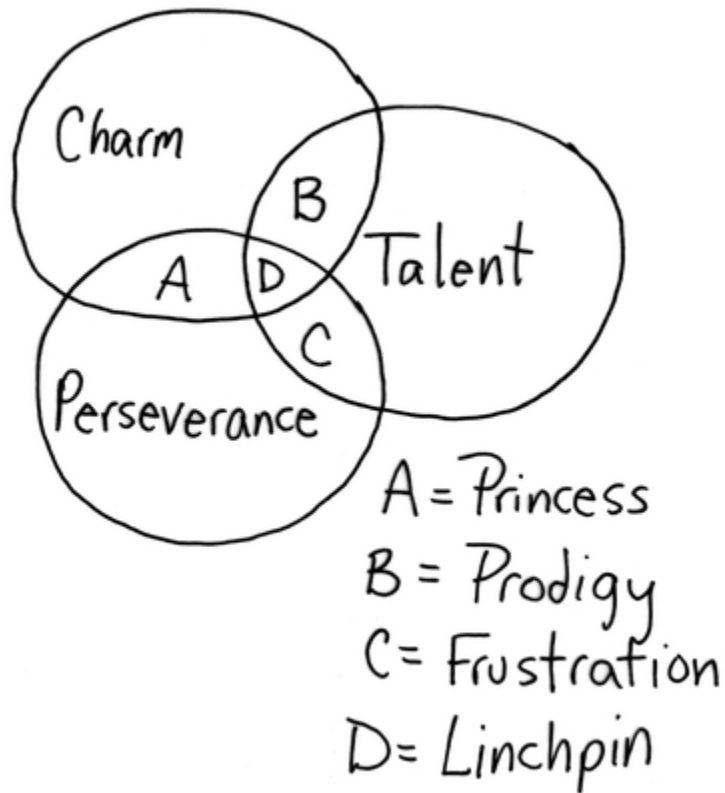 Charm
B
Talent
A
D
C
Perseverance
A = Princess
B = Prodigy
C = Frustration
D = Linchpin